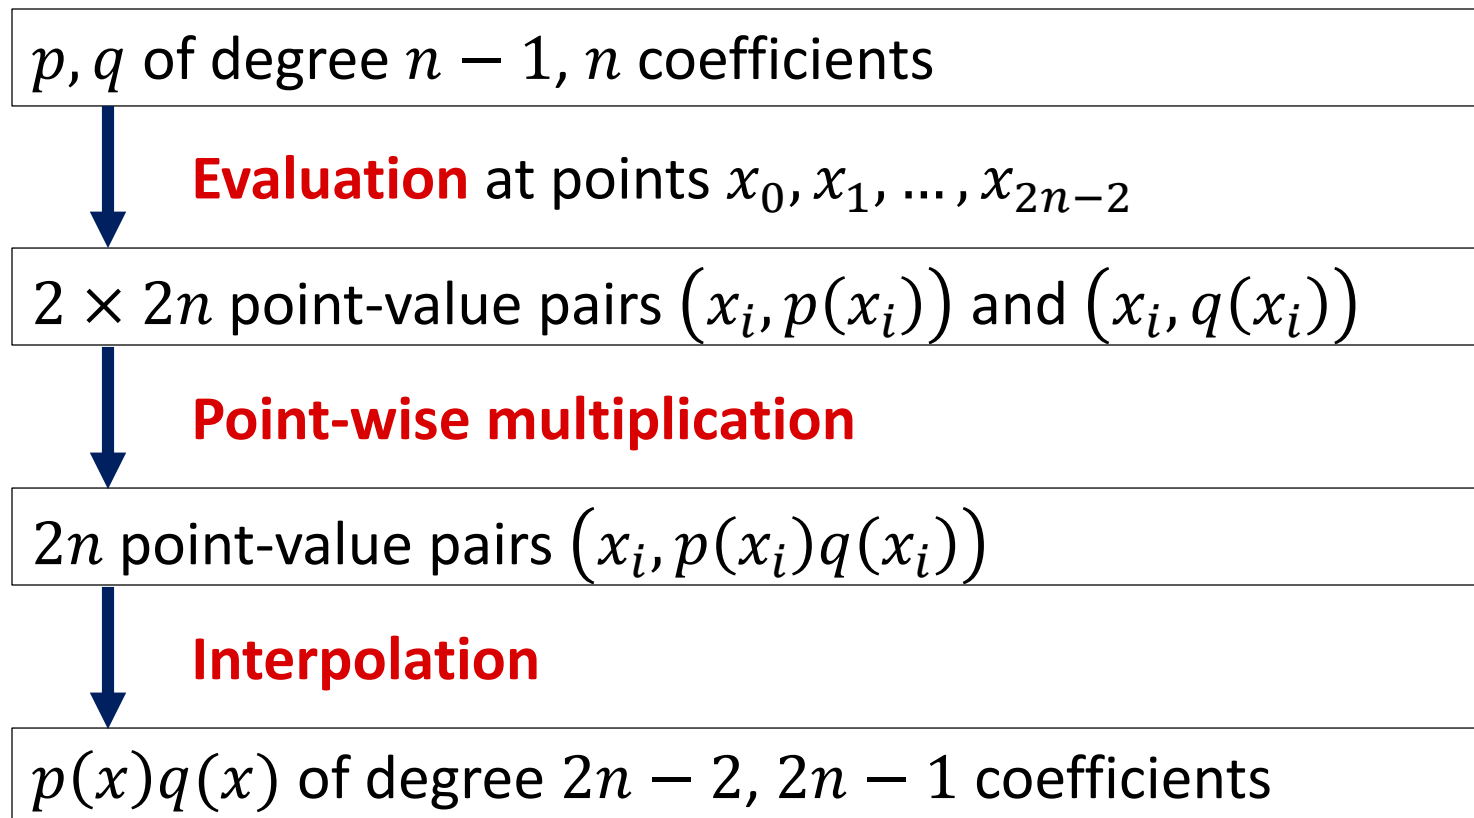 p, q of degree n − 1, n coefficients
Evaluation at points x₀, x₁, … , x₂ₙ₋₂
2 × 2n point-value pairs (xᵢ, p(xᵢ)) and (xᵢ, q(xᵢ))
Point-wise multiplication
2n point-value pairs (xᵢ, p(xᵢ)q(xᵢ))
Interpolation
p(x)q(x) of degree 2n − 2, 2n − 1 coefficients